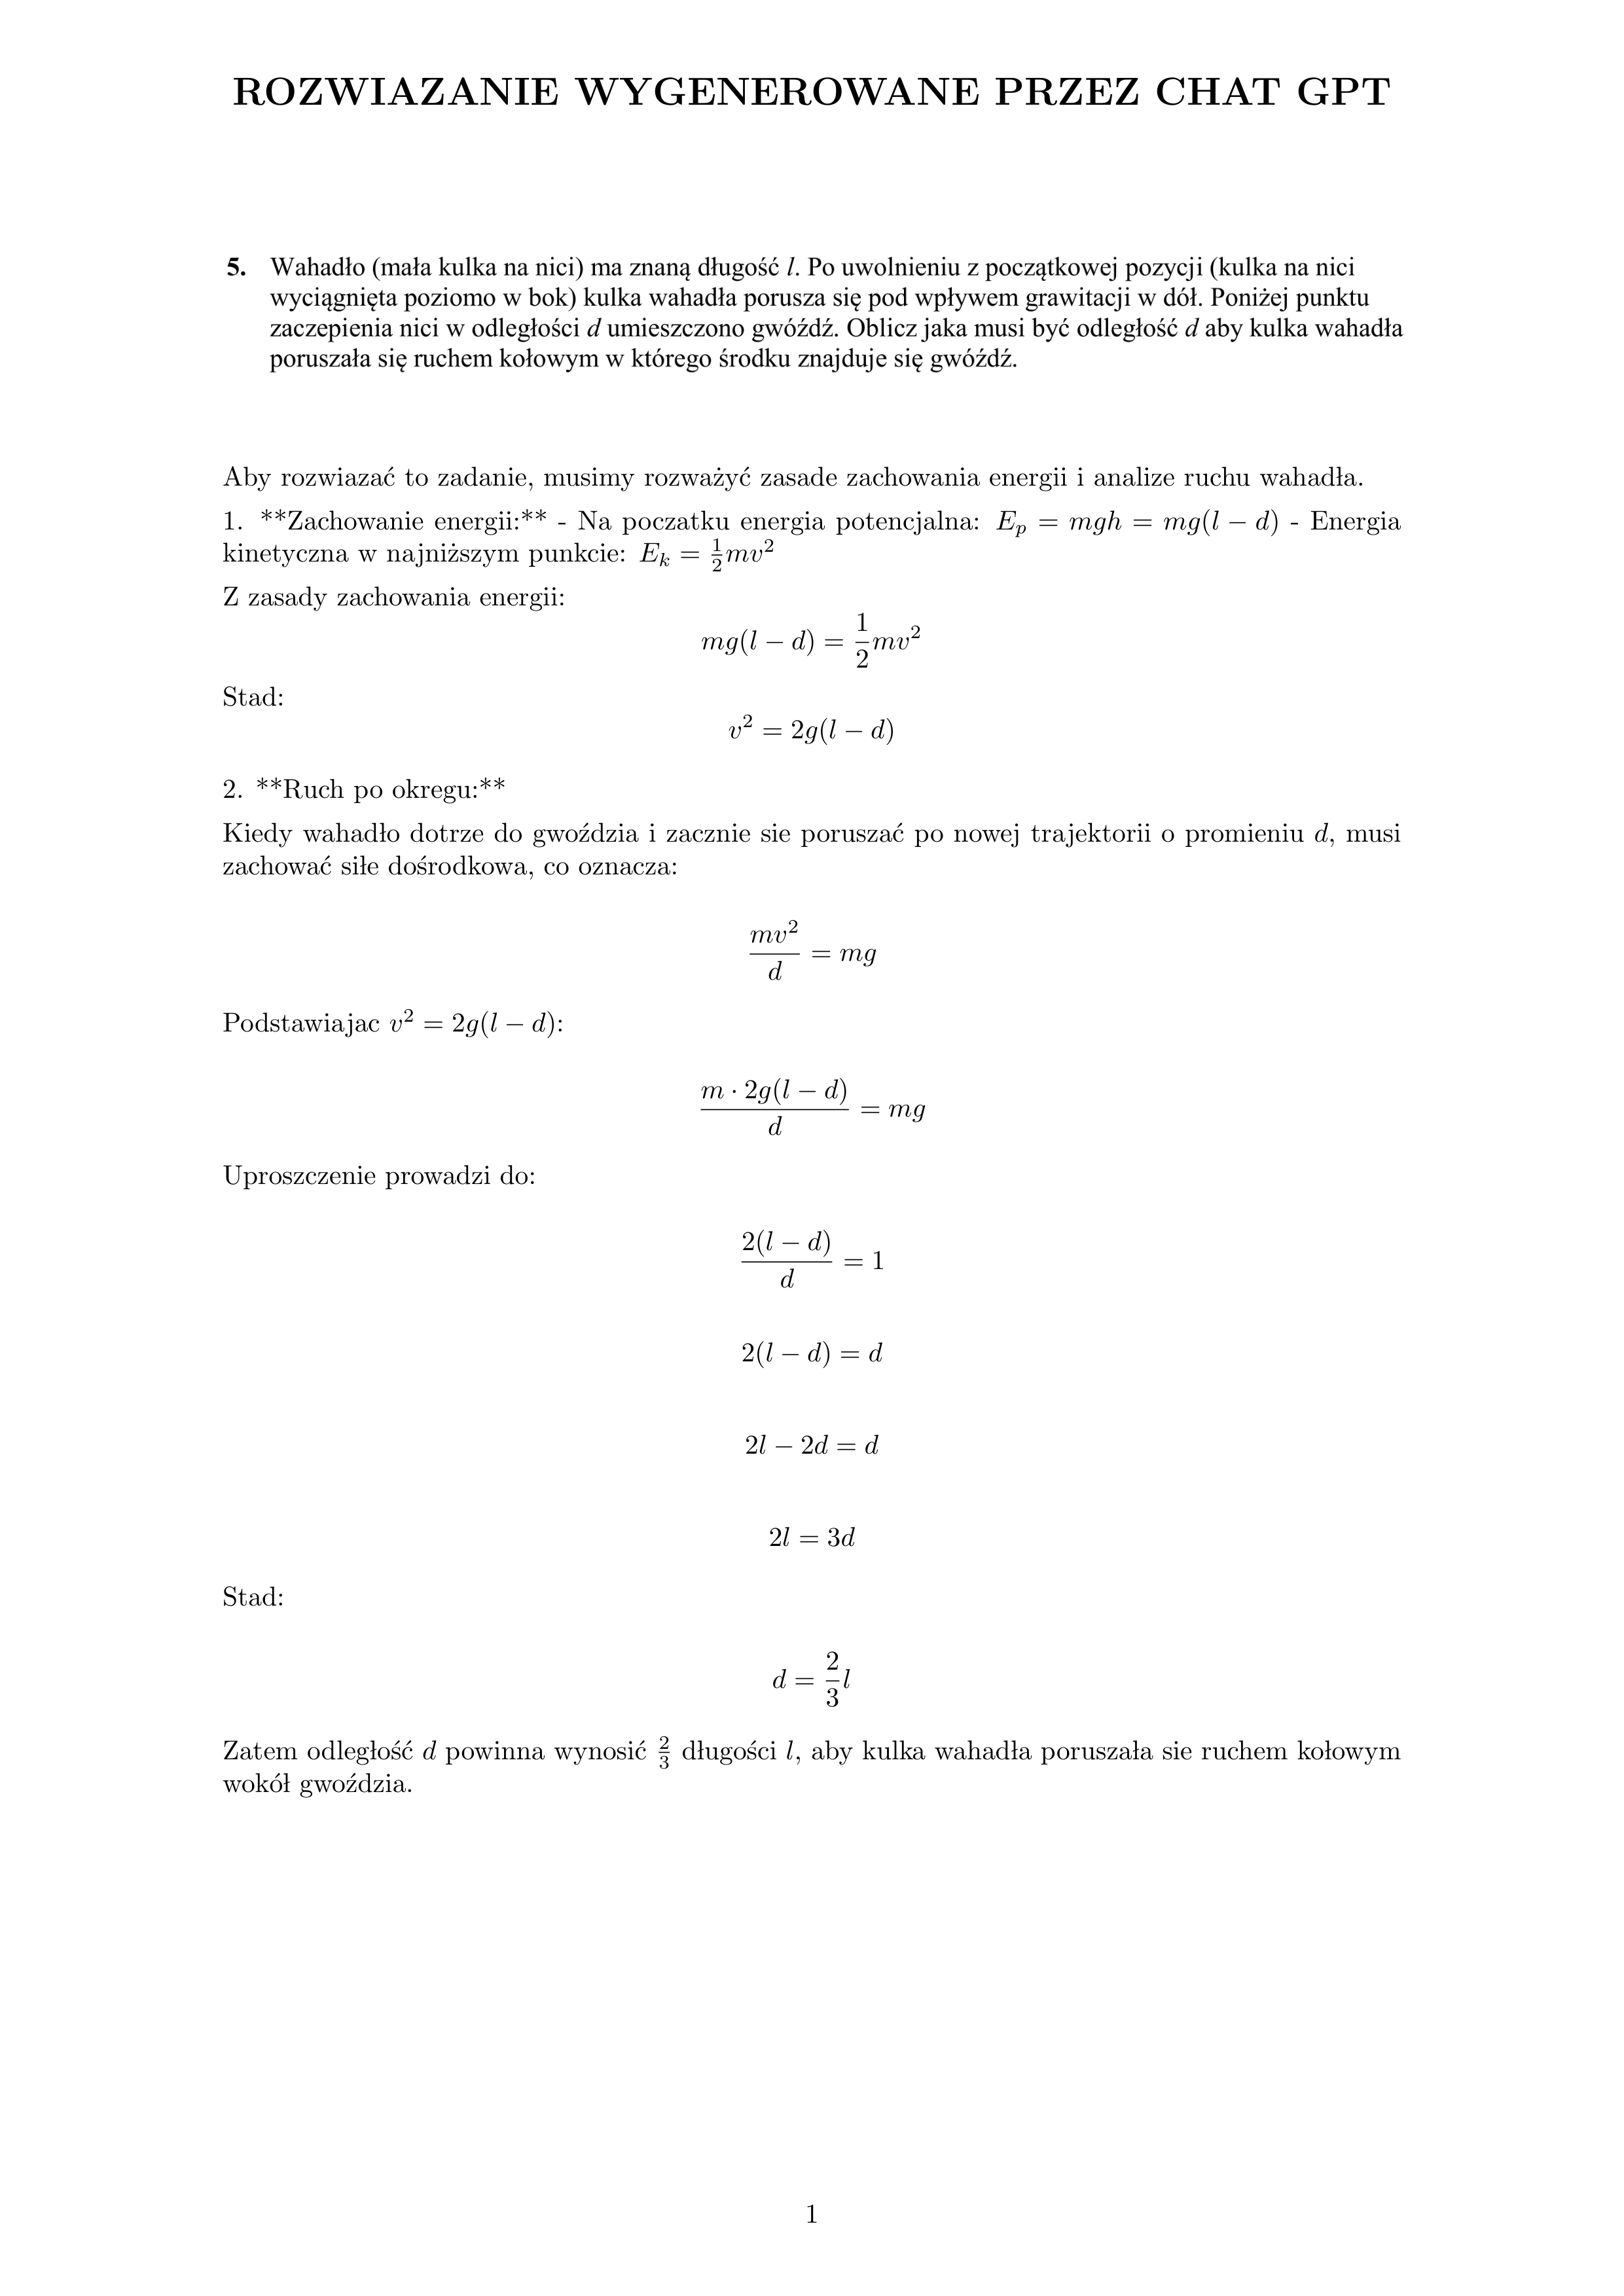 ROZWIAZANIE WYGENEROWANE PRZEZ CHAT GPT
5. Wahadło (mała kulka na nici) ma znaną długość l. Po uwolnieniu z początkowej pozycji (kulka na nici
wyciągnięta poziomo w bok) kulka wahadła porusza się pod wpływem grawitacji w dół. Poniżej punktu
zaczepienia nici w odległości d umieszczono gwóźdź. Oblicz jaka musi być odległość d aby kulka wahadła
poruszała się ruchem kołowym w którego środku znajduje się gwóźdź.
Aby rozwiazać to zadanie, musimy rozważyć zasade zachowania energii i analize ruchu wahadła.
1. **Zachowanie energii:** - Na poczatku energia potencjalna: $E_p = mgh = mg(l - d)$ - Energia
kinetyczna w najniższym punkcie: $E_k = \frac{1}{2}mv^2$
Z zasady zachowania energii:
$mg(l - d) = \frac{1}{2}mv^2$
Stad:
$v^2 = 2g(l - d)$
2. **Ruch po okregu:**
Kiedy wahadło dotrze do gwoździa i zacznie sie poruszać po nowej trajektorii o promieniu d, musi
zachować siłe dośrodkowa, co oznacza:
$\frac{mv^2}{d} = mg$
Podstawiajac $v^2 = 2g(l - d)$:
$\frac{m \cdot 2g(l - d)}{d} = mg$
Uproszczenie prowadzi do:
$\frac{2(l - d)}{d} = 1$
$2(l - d) = d$
$2l - 2d = d$
$2l = 3d$
Stad:
$d = \frac{2}{3}l$
Zatem odległość d powinna wynosić $\frac{2}{3}$ długości l, aby kulka wahadła poruszała sie ruchem kołowym
wokół gwoździa.
1